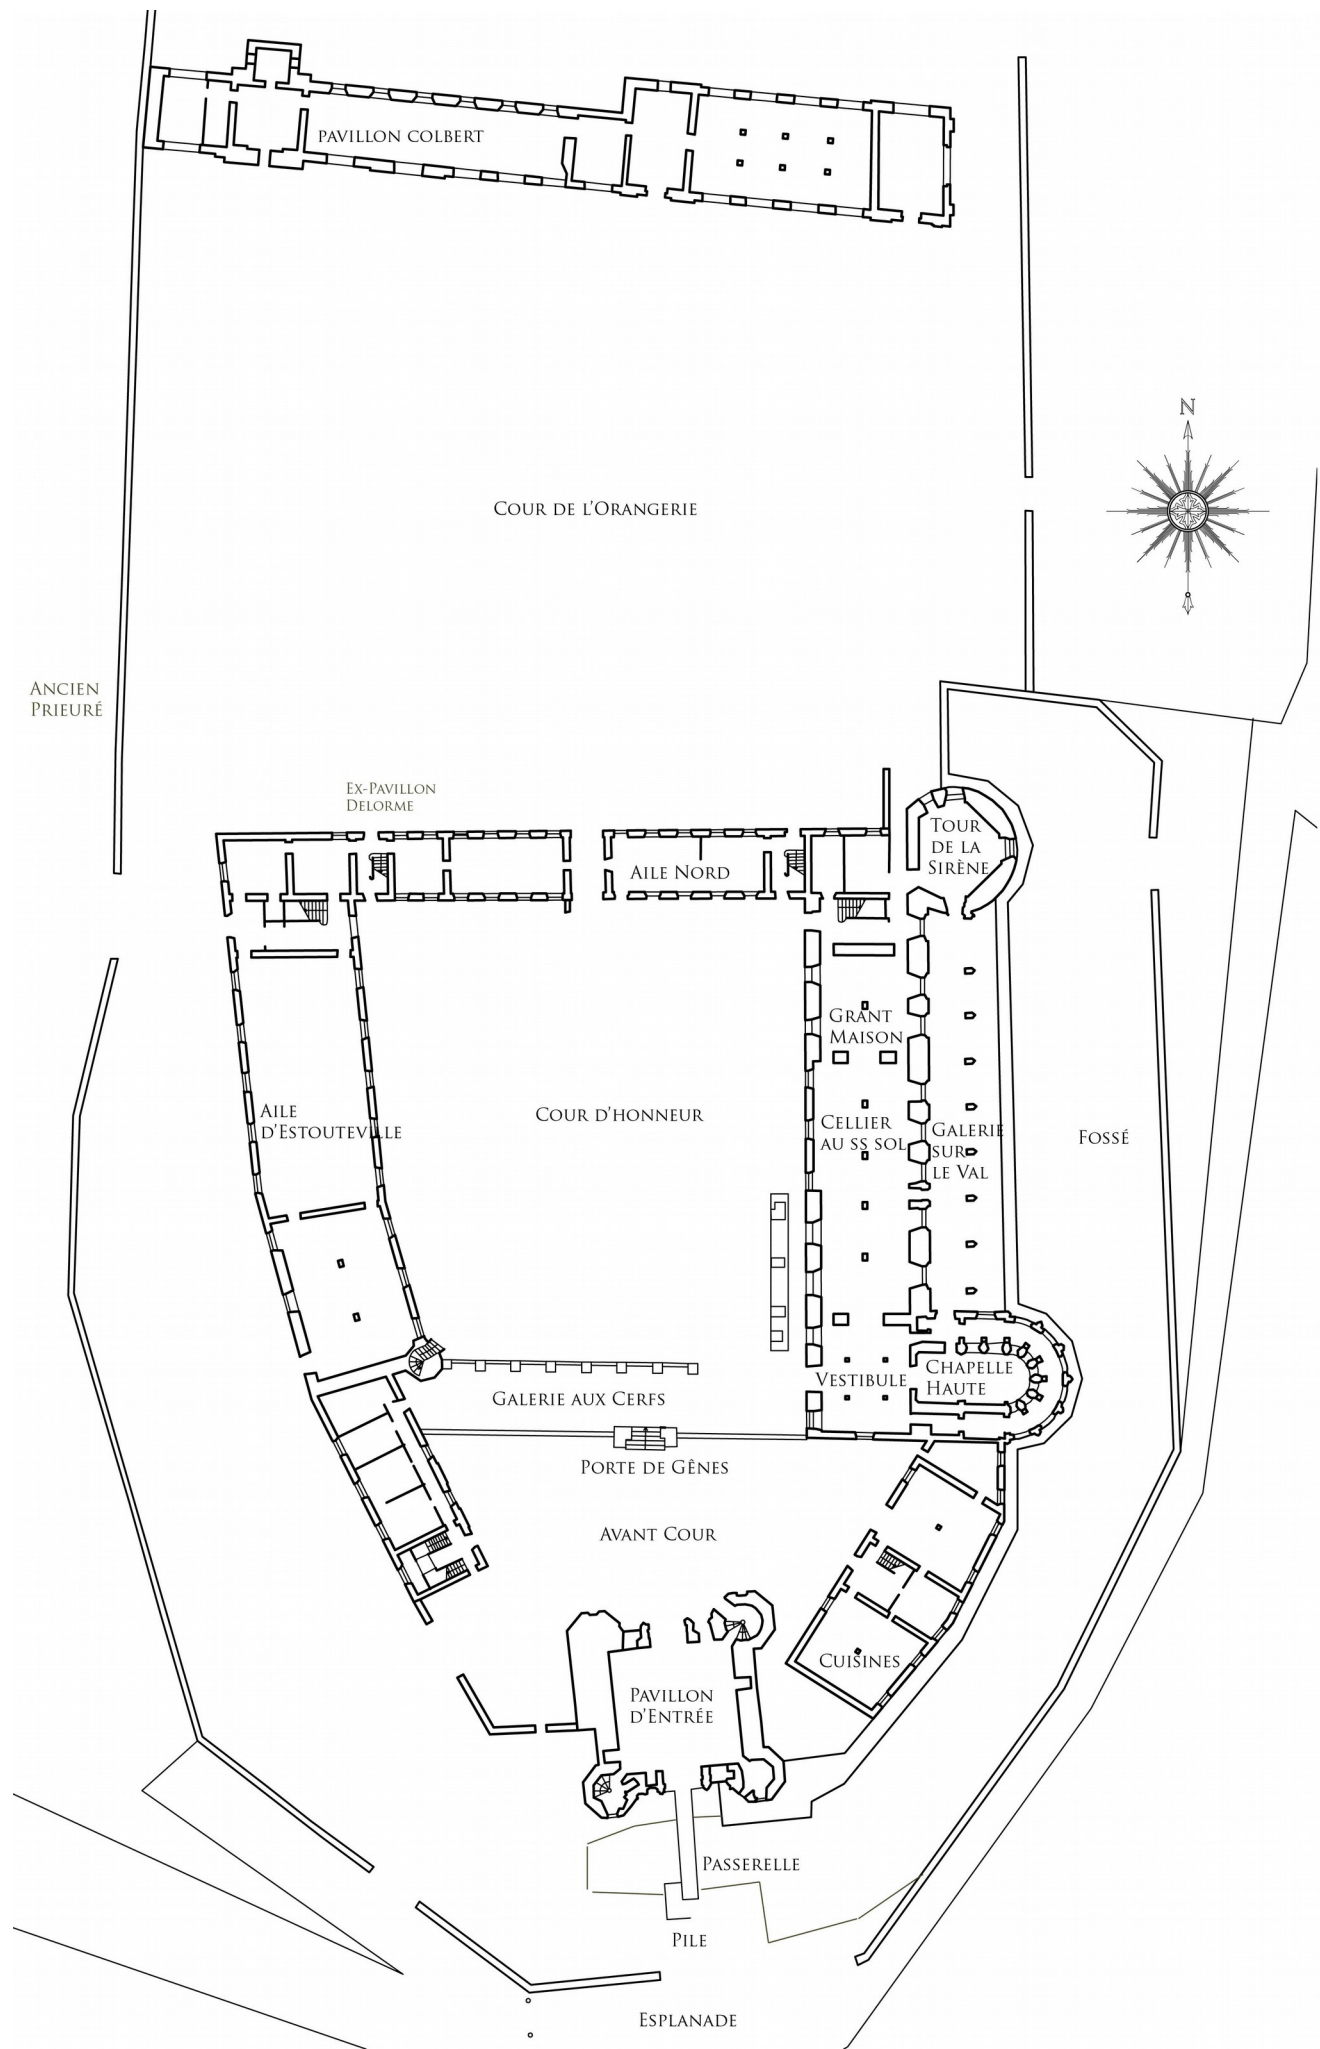 PAVILLON COLBERT
N
COUR DE L'ORANGERIE
ANCIEN
PRIEURÉ
EX-PAVILLON
DELORME
TOUR
DE LA
SIRÈNE
AILE NORD
GRANT
MAISON
AILE
D'ESTOUTEVILLE
COUR D'HONNEUR
CELLIER
AU SS SOL
GALERIE
SUR
LE VAL
FOSSÉ
VESTIBULE
CHAPELLE
HAUTE
GALERIE AUX CERFS
PORTE DE GÊNES
AVANT COUR
CUISINES
PAVILLON
D'ENTRÉE
PASSERELLE
PILE
ESPLANADE